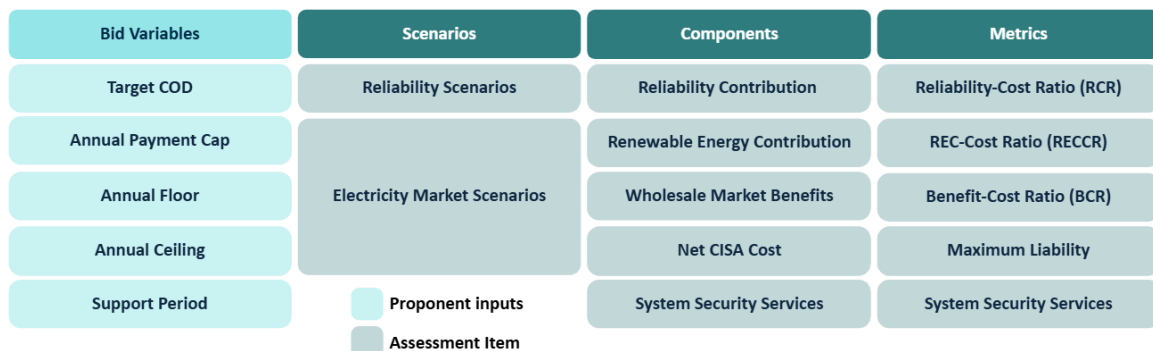 Bid Variables
Scenarios
Components
Metrics
Target COD
Reliability Scenarios
Reliability Contribution
Reliability-Cost Ratio (RCR)
Annual Payment Cap
Electricity Market Scenarios
Renewable Energy Contribution
REC-Cost Ratio (RECCR)
Annual Floor
Wholesale Market Benefits
Benefit-Cost Ratio (BCR)
Annual Ceiling
Net CISA Cost
Maximum Liability
Support Period
System Security Services
System Security Services
Proponent inputs
Assessment Item